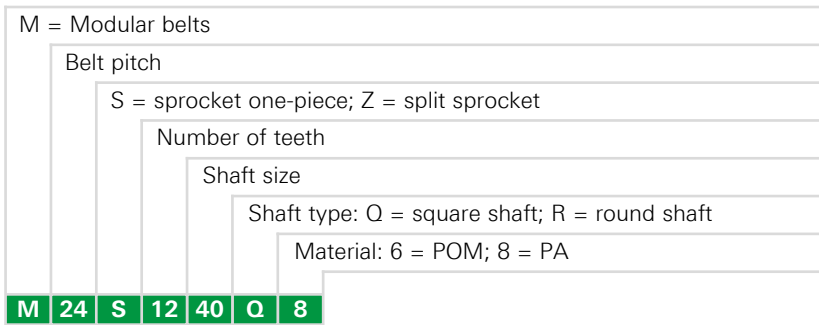 M = Modular belts
Belt pitch
S = sprocket one-piece; Z = split sprocket
Number of teeth
Shaft size
Shaft type: Q = square shaft; R = round shaft
Material: 6 = POM; 8 = PA
M 24 S 12 40 Q 8